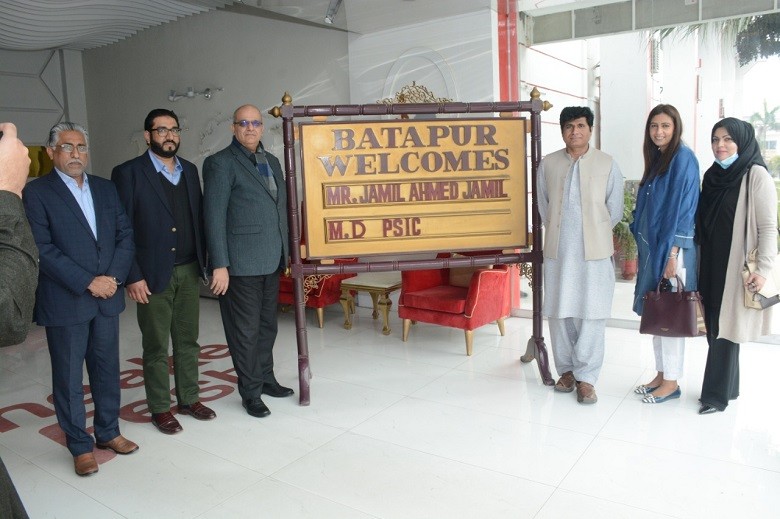 BATAPUR
WELCOMES
MR. JAMIL AHMED JAMIL
M.D PSIC